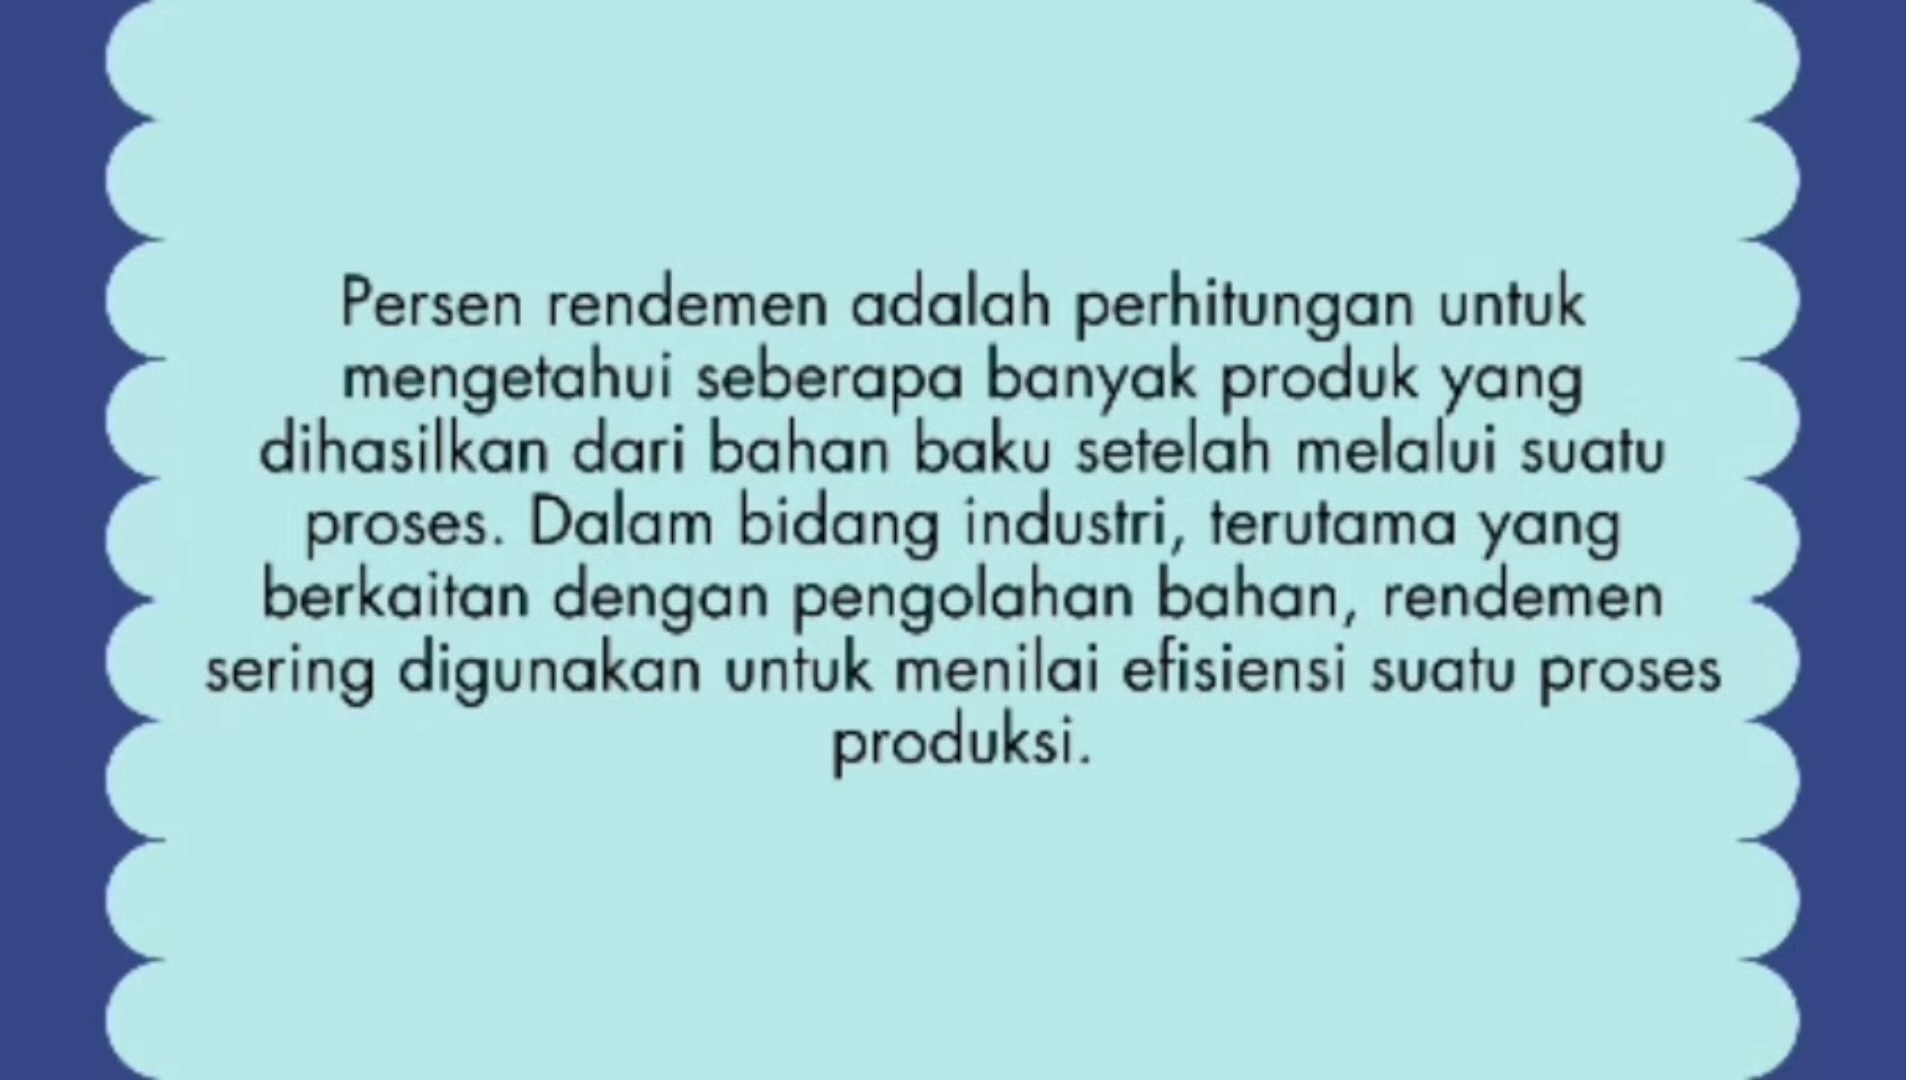 Persen rendemen adalah perhitungan untuk
mengetahui seberapa banyak produk yang
dihasilkan dari bahan baku setelah melalui suatu
proses. Dalam bidang industri, terutama yang
berkaitan dengan pengolahan bahan, rendemen
sering digunakan untuk menilai efisiensi suatu proses
produksi.